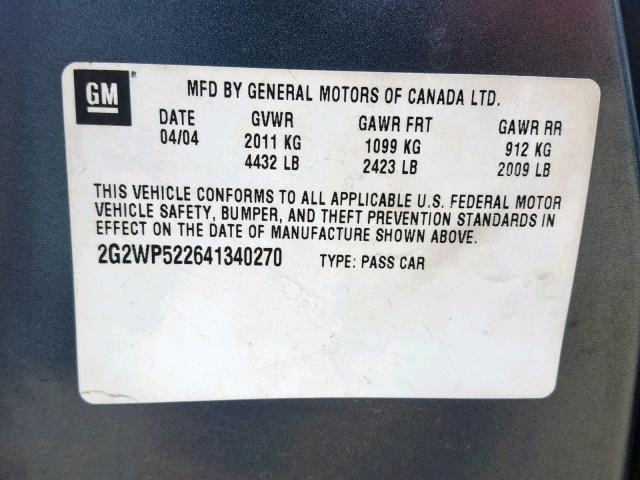 GM ®
MFD BY GENERAL MOTORS OF CANADA LTD.
DATE GVWR GAWR FRT GAWR RR
04/04 2011 KG 1099 KG 912 KG
4432 LB 2423 LB 2009 LB
THIS VEHICLE CONFORMS TO ALL APPLICABLE U.S. FEDERAL MOTOR
VEHICLE SAFETY, BUMPER, AND THEFT PREVENTION STANDARDS IN
EFFECT ON THE DATE OF MANUFACTURE SHOWN ABOVE.
2G2WP522641340270 TYPE: PASS CAR